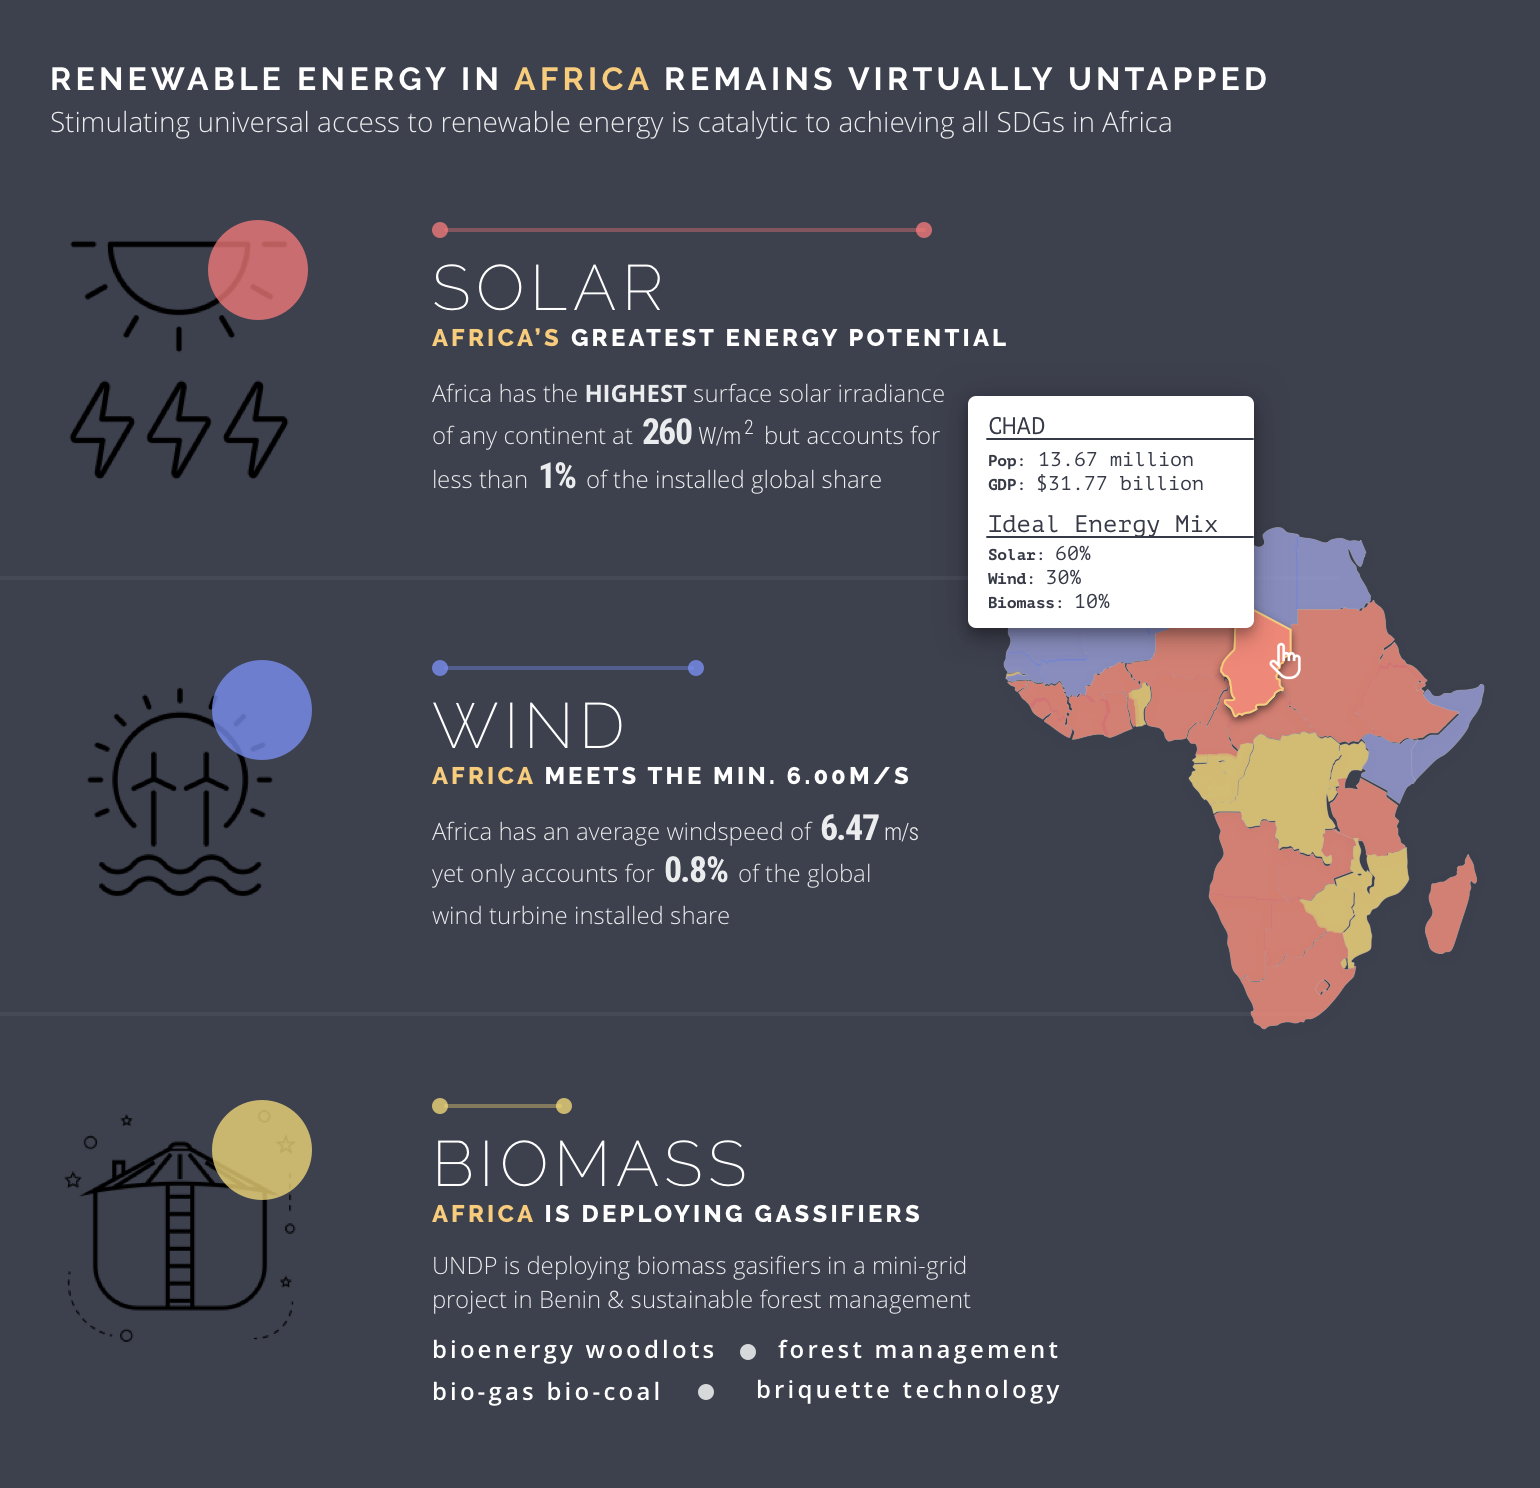 RENEWABLE ENERGY IN AFRICA REMAINS VIRTUALLY UNTAPPED
Stimulating universal access to renewable energy is catalytic to achieving all SDGs in Africa
SOLAR
AFRICA'S GREATEST ENERGY POTENTIAL
Africa has the HIGHEST surface solar irradiance
of any continent at 260 W/m² but accounts for
less than 1% of the installed global share
CHAD
Pop: 13.67 million
GDP: $31.77 billion
Ideal Energy Mix
Solar: 60%
Wind: 30%
Biomass: 10%
WIND
AFRICA MEETS THE MIN. 6.00M/S
Africa has an average windspeed of 6.47 m/s
yet only accounts for 0.8% of the global
wind turbine installed share
BIOMASS
AFRICA IS DEPLOYING GASSIFIERS
UNDP is deploying biomass gasifiers in a mini-grid
project in Benin & sustainable forest management
bioenergy woodlots ● forest management
bio-gas bio-coal ● briquette technology